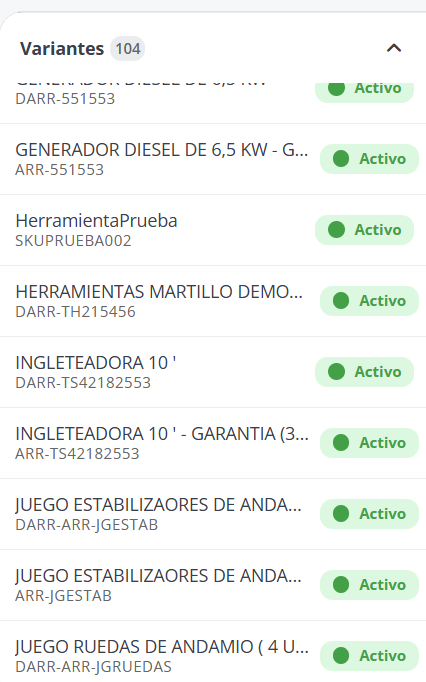 Variantes 104
GENERADOR DIESEL DE 6,5 KW
DARR-551553
Activo
GENERADOR DIESEL DE 6,5 KW - G...
ARR-551553
Activo
HerramientaPrueba
SKUPRUEBA002
Activo
HERRAMIENTAS MARTILLO DEMO...
DARR-TH215456
Activo
INGLETEADORA 10 '
DARR-TS42182553
Activo
INGLETEADORA 10 ' - GARANTIA (3...
ARR-TS42182553
Activo
JUEGO ESTABILIZAORES DE ANDA...
DARR-ARR-JGESTAB
Activo
JUEGO ESTABILIZAORES DE ANDA...
ARR-JGESTAB
Activo
JUEGO RUEDAS DE ANDAMIO ( 4 U...
DARR-ARR-JGRUEDAS
Activo